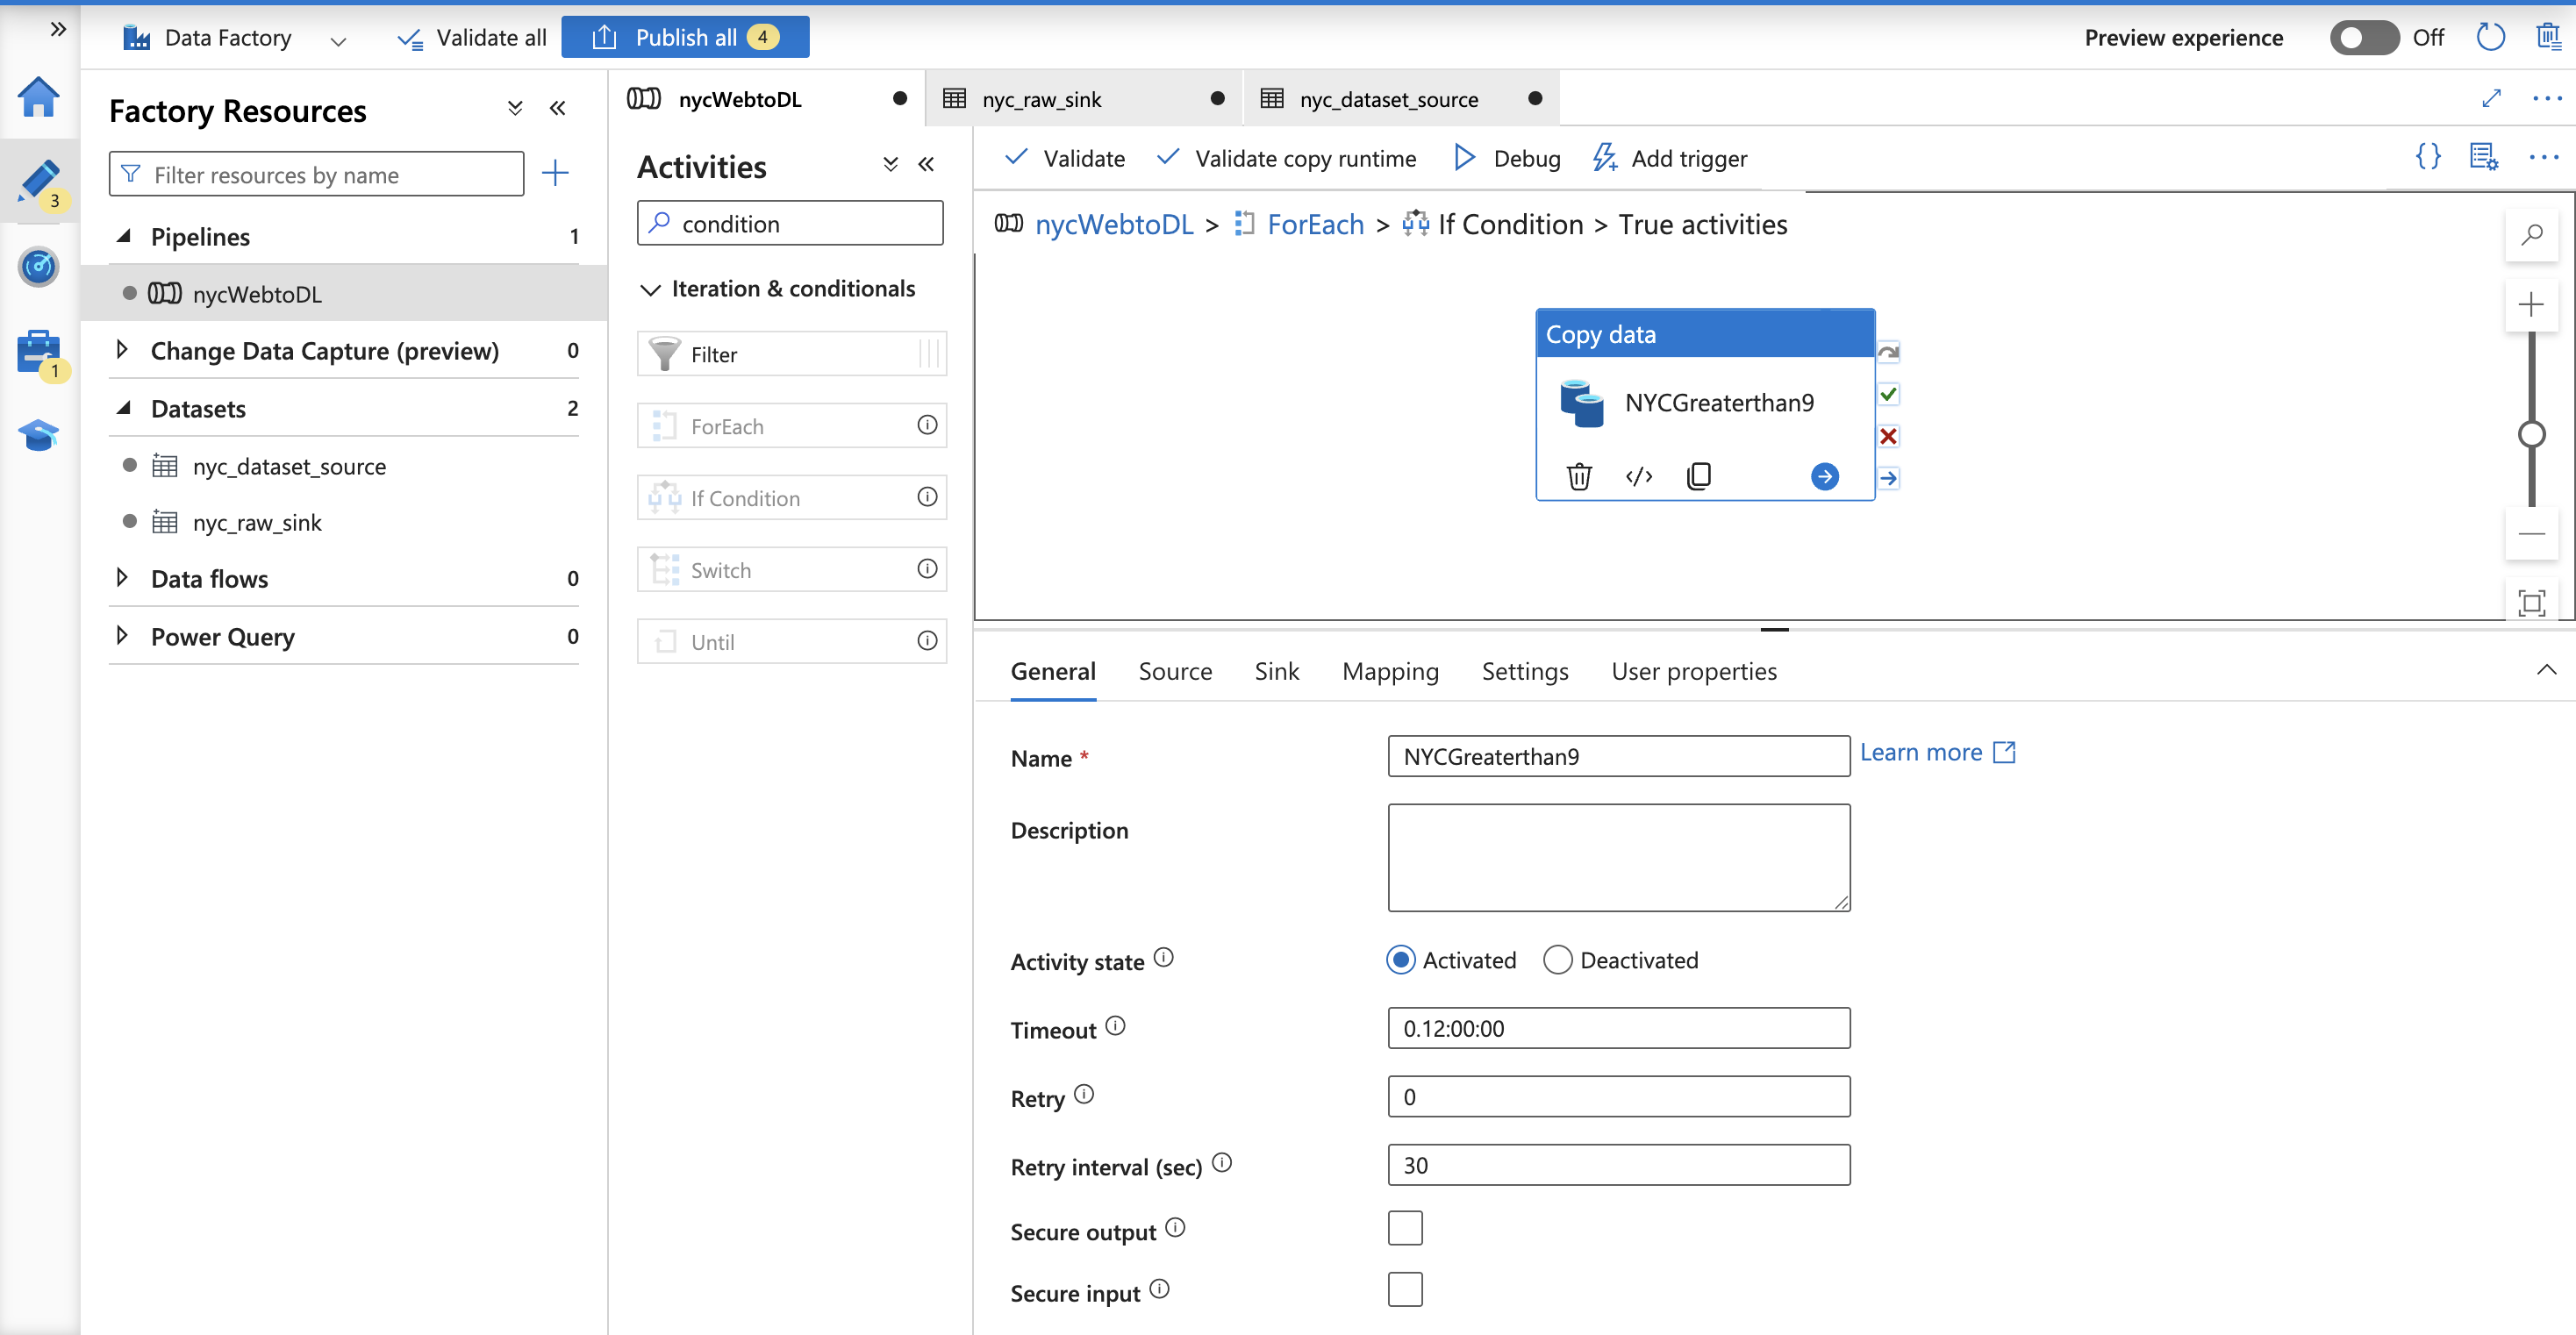 Data Factory
Validate all
Publish all 4
Preview experience
Off
3
1
Factory Resources
Filter resources by name
Pipelines 1
nycWebtoDL
Change Data Capture (preview) 0
Datasets 2
nyc_dataset_source
nyc_raw_sink
Data flows 0
Power Query 0
nycWebtoDL
nyc_raw_sink
nyc_dataset_source
Activities
condition
Iteration & conditionals
Filter
ForEach
If Condition
Switch
Until
Validate
Validate copy runtime
Debug
Add trigger
nycWebtoDL > ForEach > If Condition > True activities
Copy data
NYCGreaterthan9
General
Source
Sink
Mapping
Settings
User properties
Name *
NYCGreaterthan9
Learn more
Description
Activity state
Activated
Deactivated
Timeout
0.12:00:00
Retry
0
Retry interval (sec)
30
Secure output
Secure input